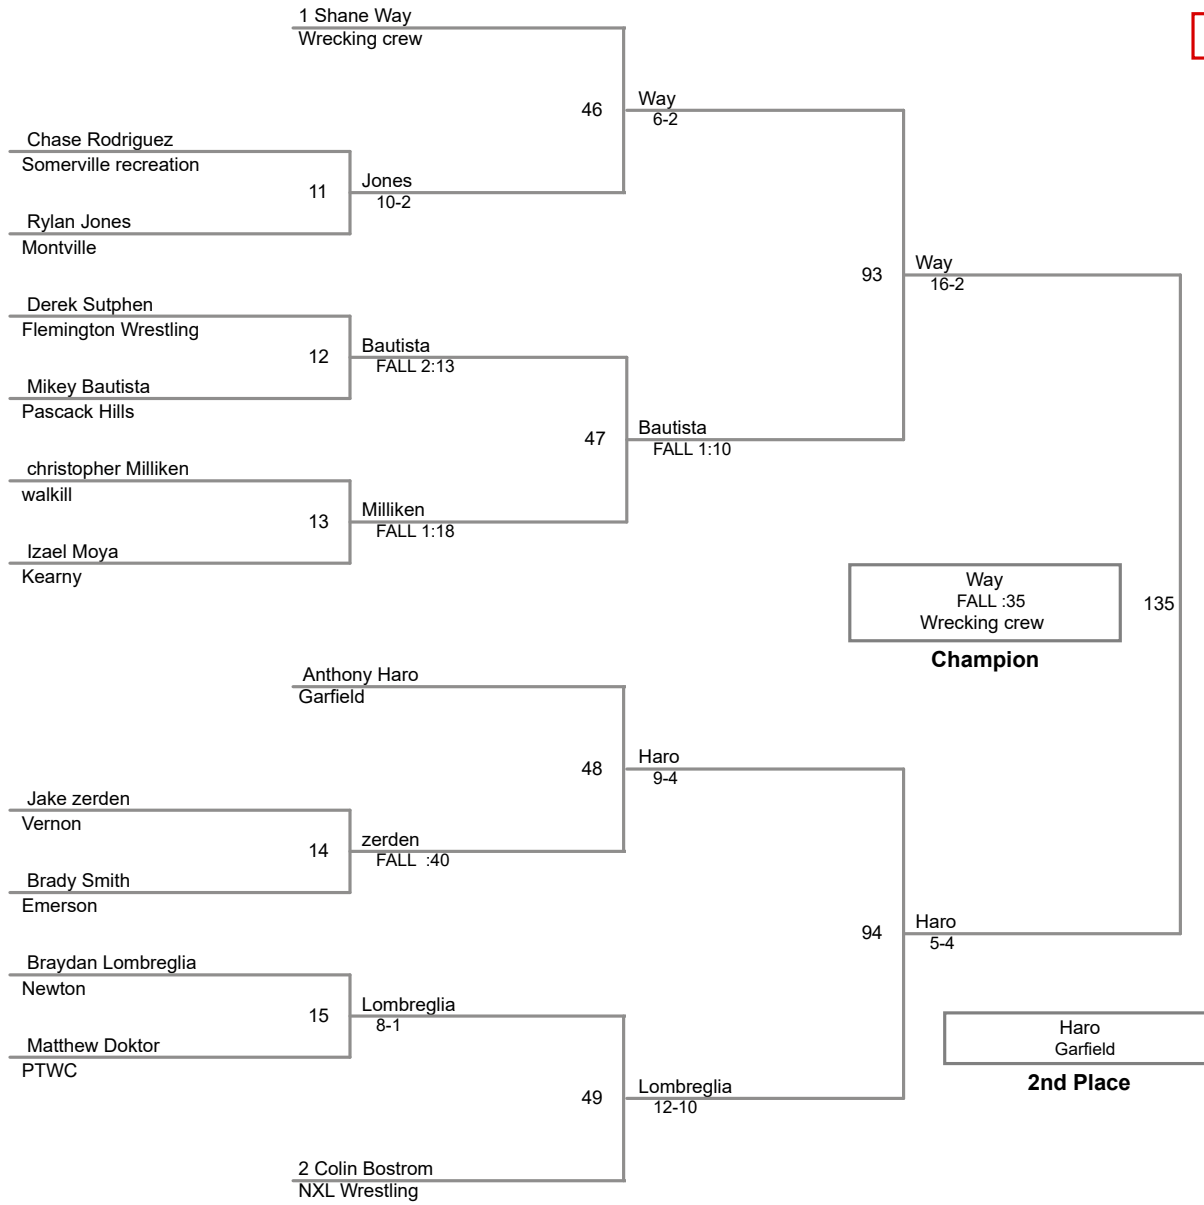 1 Shane Way
Wrecking crew
46
Way
6-2
Chase Rodriguez
Somerville recreation
11
Jones
10-2
Rylan Jones
Montville
93
Way
16-2
Derek Sutphen
Flemington Wrestling
12
Bautista
FALL 2:13
Mikey Bautista
Pascack Hills
47
Bautista
FALL 1:10
christopher Milliken
walkill
13
Milliken
FALL 1:18
Izael Moya
Kearny
Way
FALL :35
Wrecking crew
Champion
135
Anthony Haro
Garfield
48
Haro
9-4
Jake zerden
Vernon
14
zerden
FALL  :40
Brady Smith
Emerson
94
Haro
5-4
Braydan Lombreglia
Newton
15
Lombreglia
8-1
Matthew Doktor
PTWC
Haro
Garfield
2nd Place
49
Lombreglia
12-10
2 Colin Bostrom
NXL Wrestling